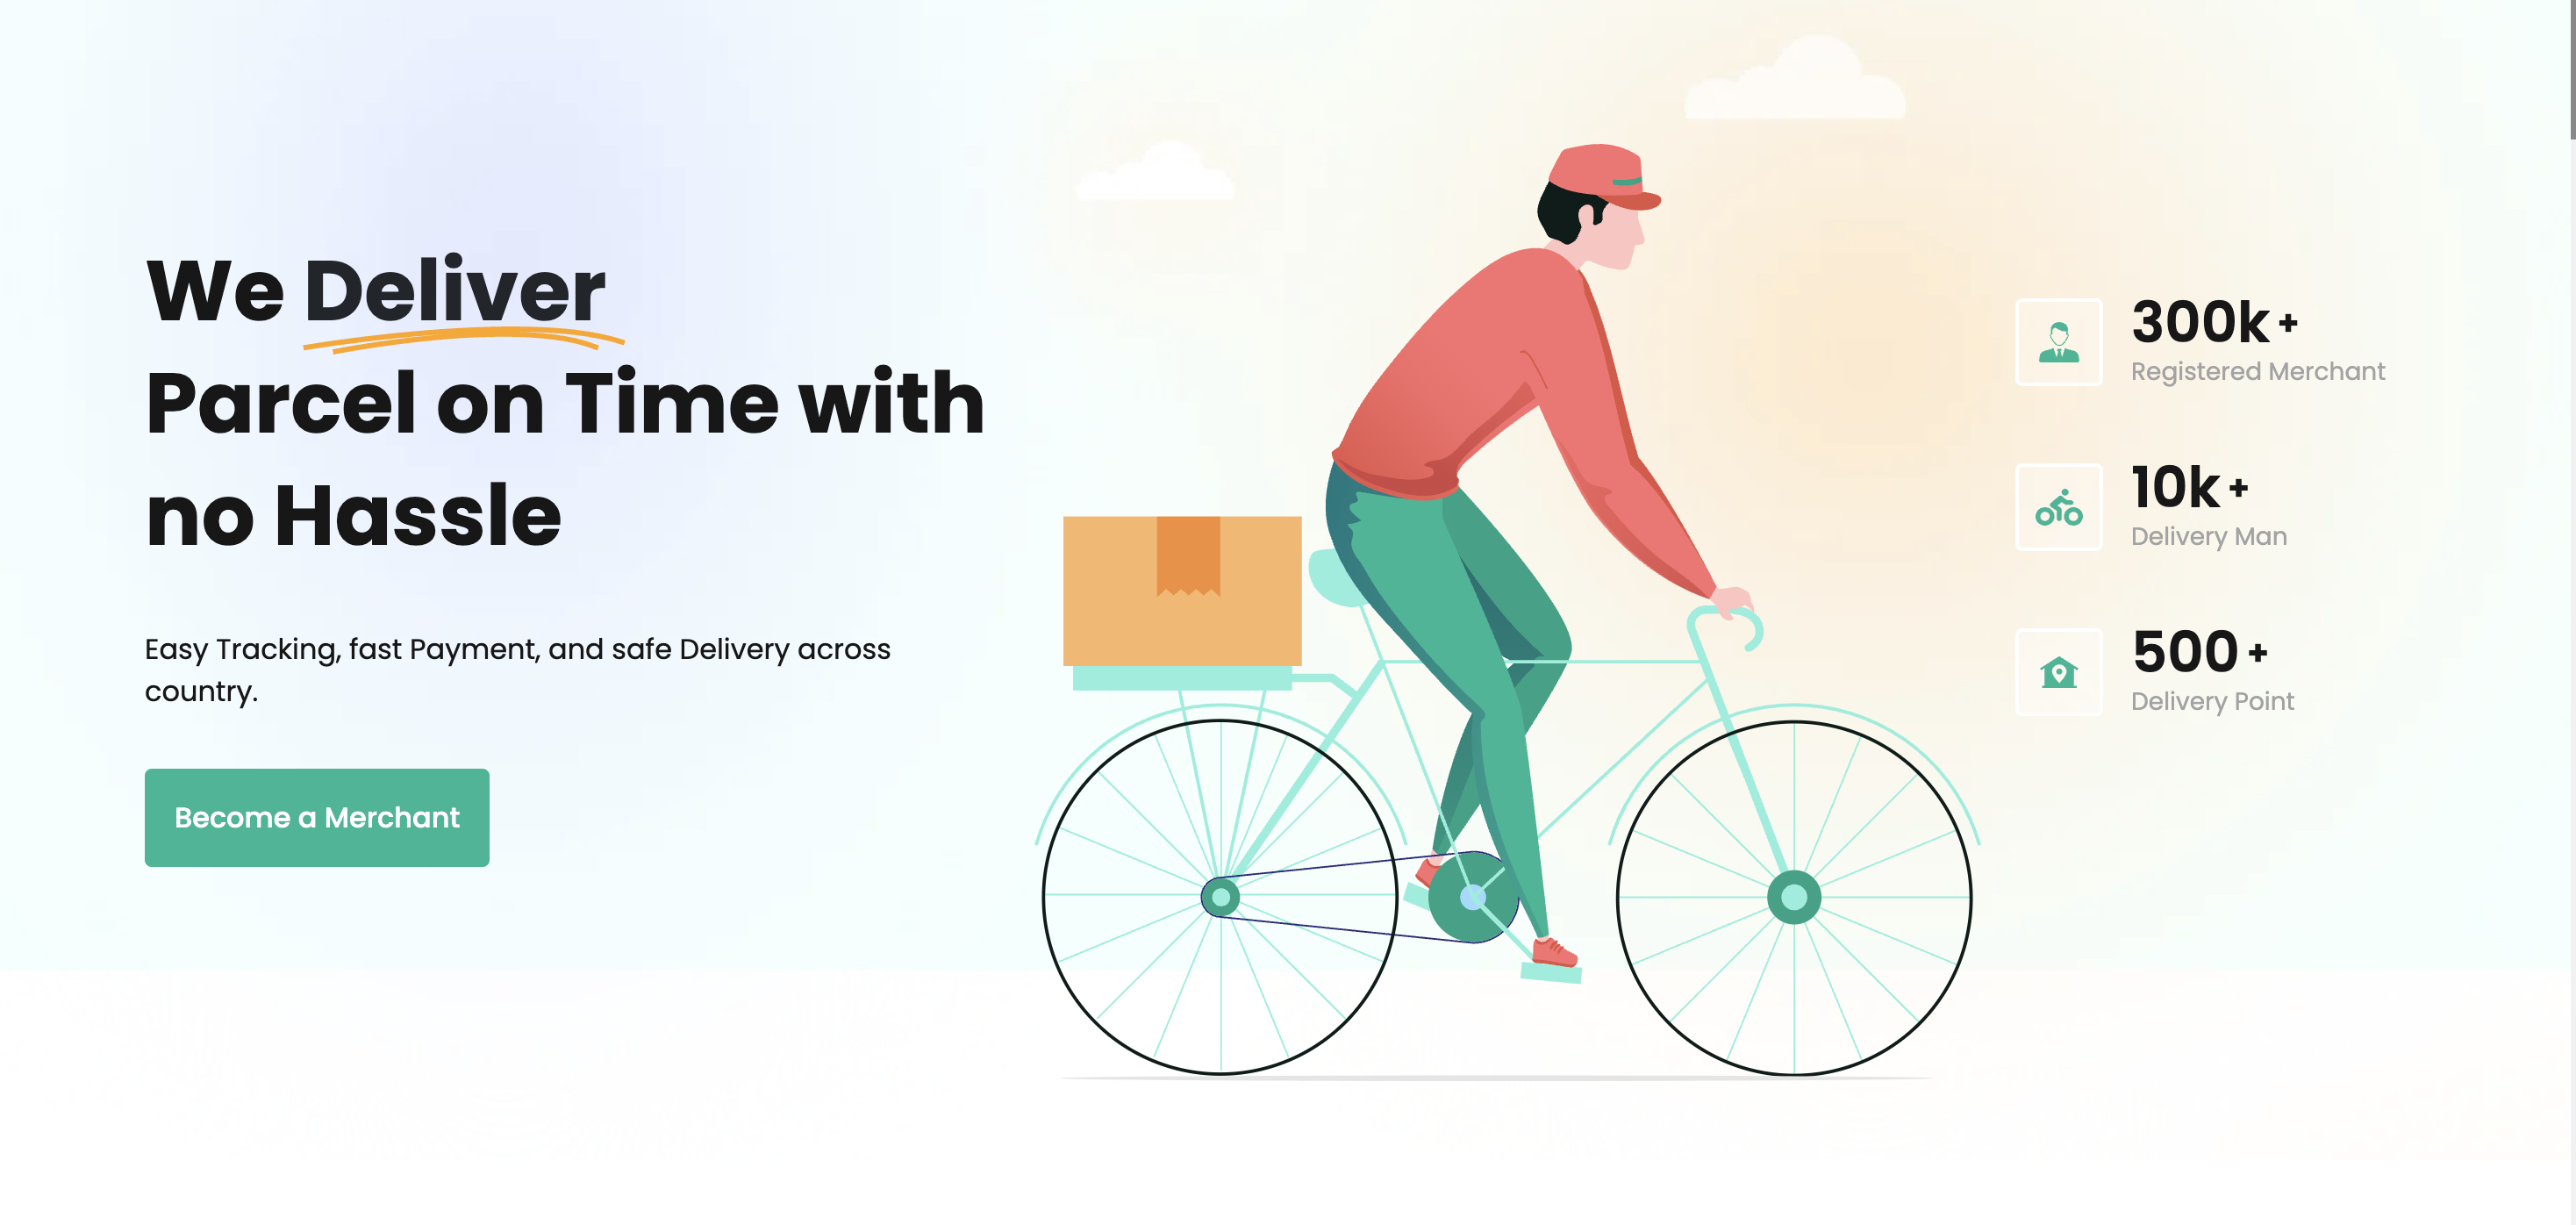 We Deliver
Parcel on Time with
no Hassle
Easy Tracking, fast Payment, and safe Delivery across
country.
Become a Merchant
300k+
Registered Merchant
10k+
Delivery Man
500+
Delivery Point